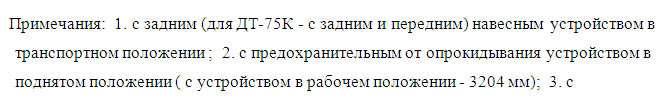 Примечания: 1. с задним (для ДТ-75К - с задним и передним) навесным устройством в
транспортном положении ; 2. с предохранительным от опрокидывания устройством в
поднятом положении ( с устройством в рабочем положении - 3204 мм); 3. с